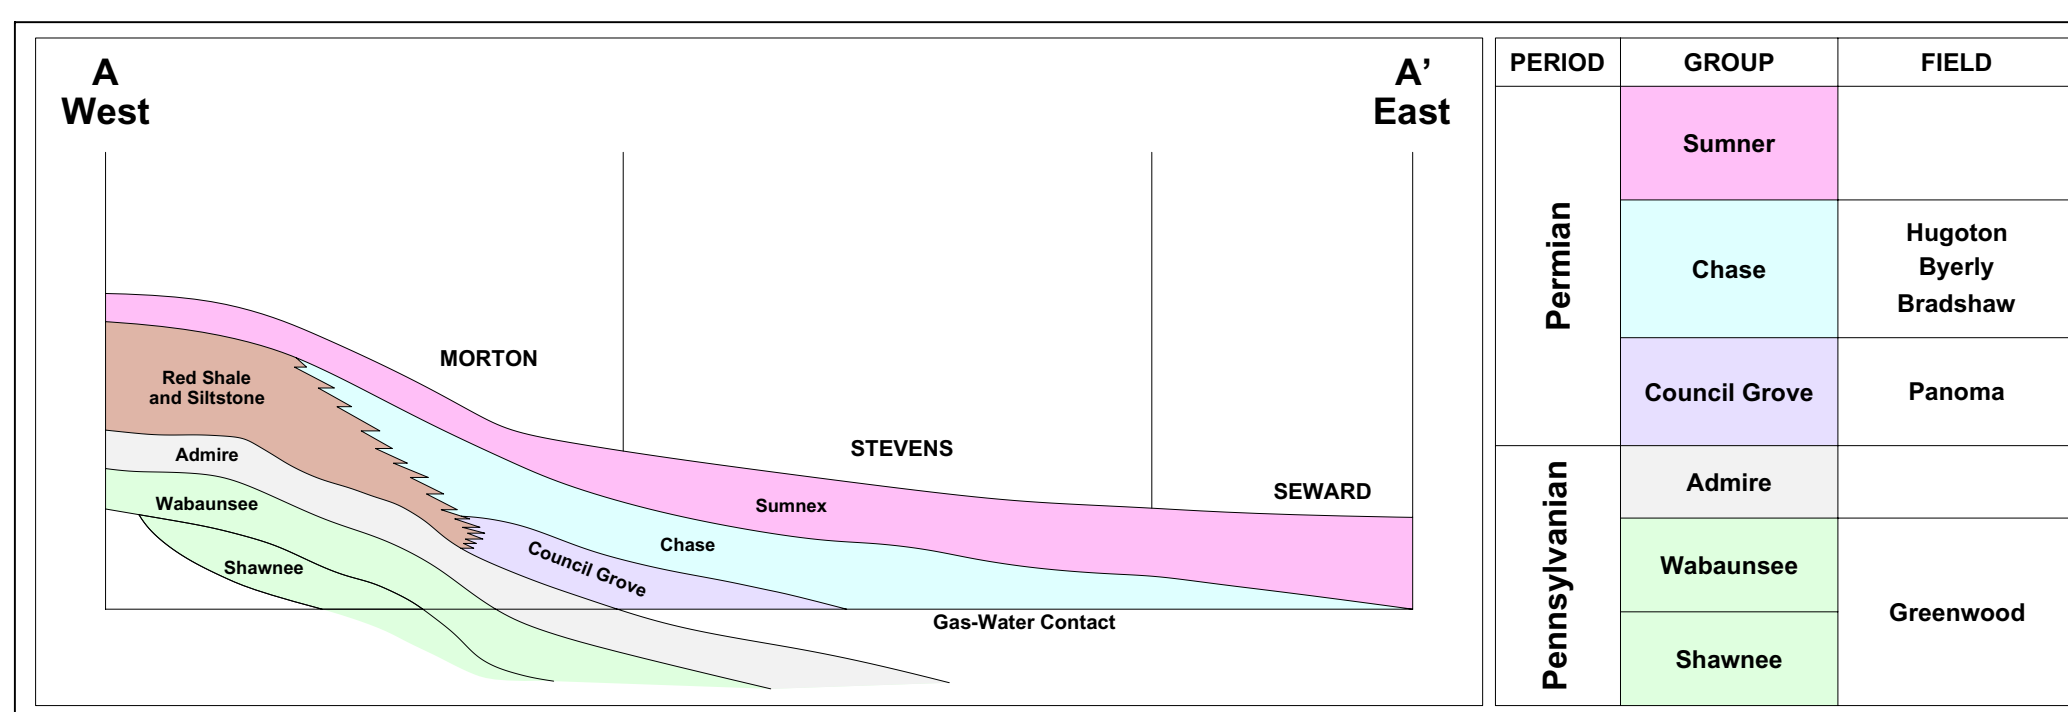 A
West
A’
East
MORTON
STEVENS
SEWARD
Red Shale
and Siltstone
Admire
Wabaunsee
Shawnee
Sumnex
Chase
Council Grove
Gas-Water Contact
PERIOD GROUP FIELD
Permian
Sumner
Chase
Hugoton
Byerly
Bradshaw
Council Grove
Panoma
Pennsylvanian
Admire
Wabaunsee
Shawnee
Greenwood